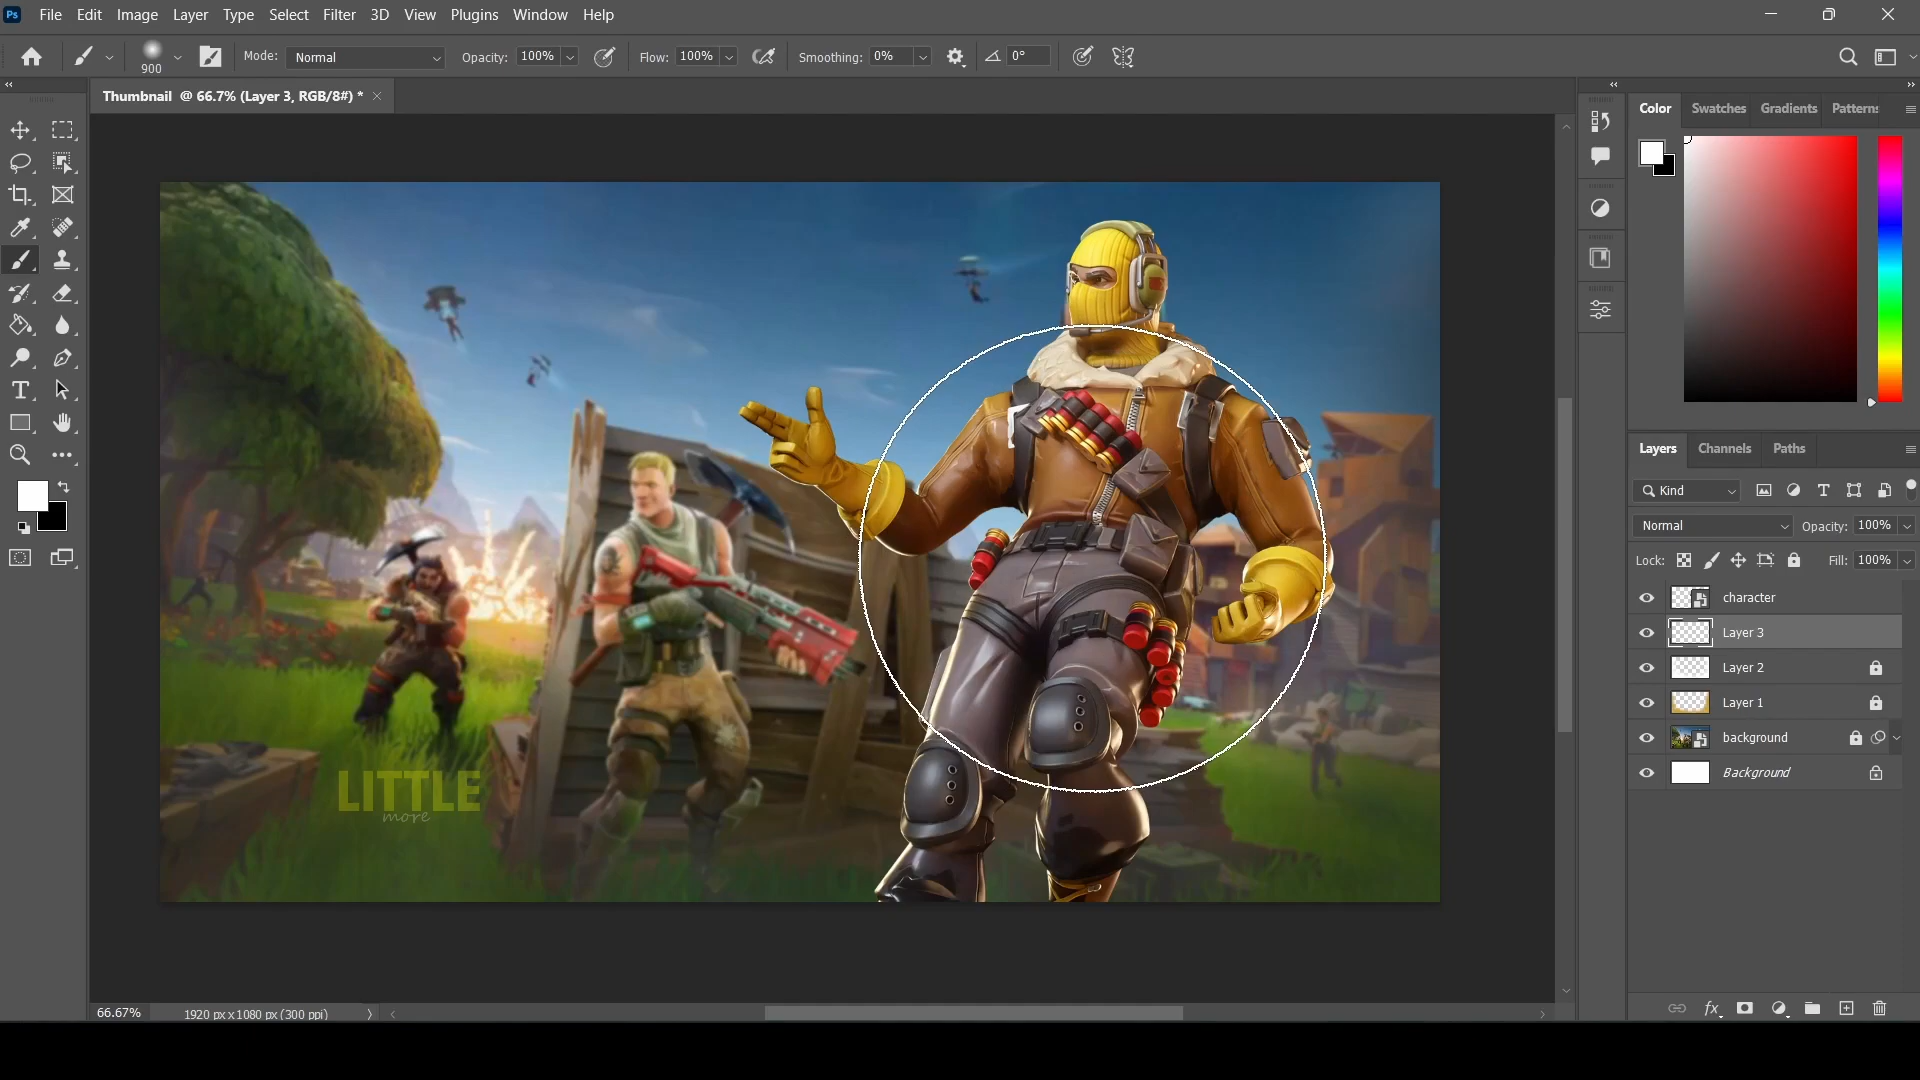 Ps File Edit Image Layer Type Select Filter 3D View Plugins Window Help
900 Mode: Normal Opacity: 100% Flow: 100% Smoothing: 0% 0°
Thumbnail @ 66.7% (Layer 3, RGB/8#) *
Color Swatches Gradients Patterns
LITTLE
more
Layers Channels Paths
Kind
Normal Opacity: 100%
Lock: Fill: 100%
character
Layer 3
Layer 2
Layer 1
background
Background
fx
66.67% 1920 px x 1080 px (300 ppi)